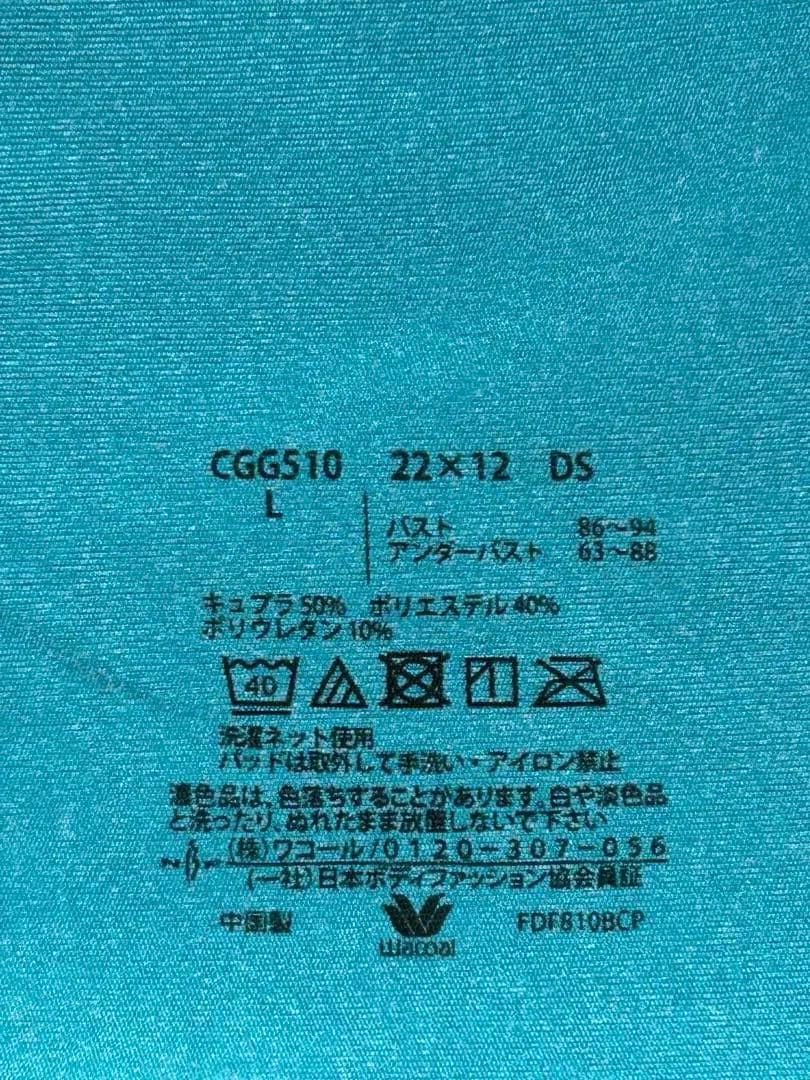 CGG510 22×12 DS
L
バスト 86～94
アンダーバスト 63～88
キュプラ50% ポリエステル40%
ポリウレタン10%
40
洗濯ネット使用
パッドは取外して手洗い・アイロン禁止
濃色品は、色落ちすることがあります。白や淡色品
と洗ったり、ぬれたまま放置しないで下さい
(株)ワコール/0120-307-056
(一社)日本ボディファッション協会員証
中国製 Wacoal FDF810BCP